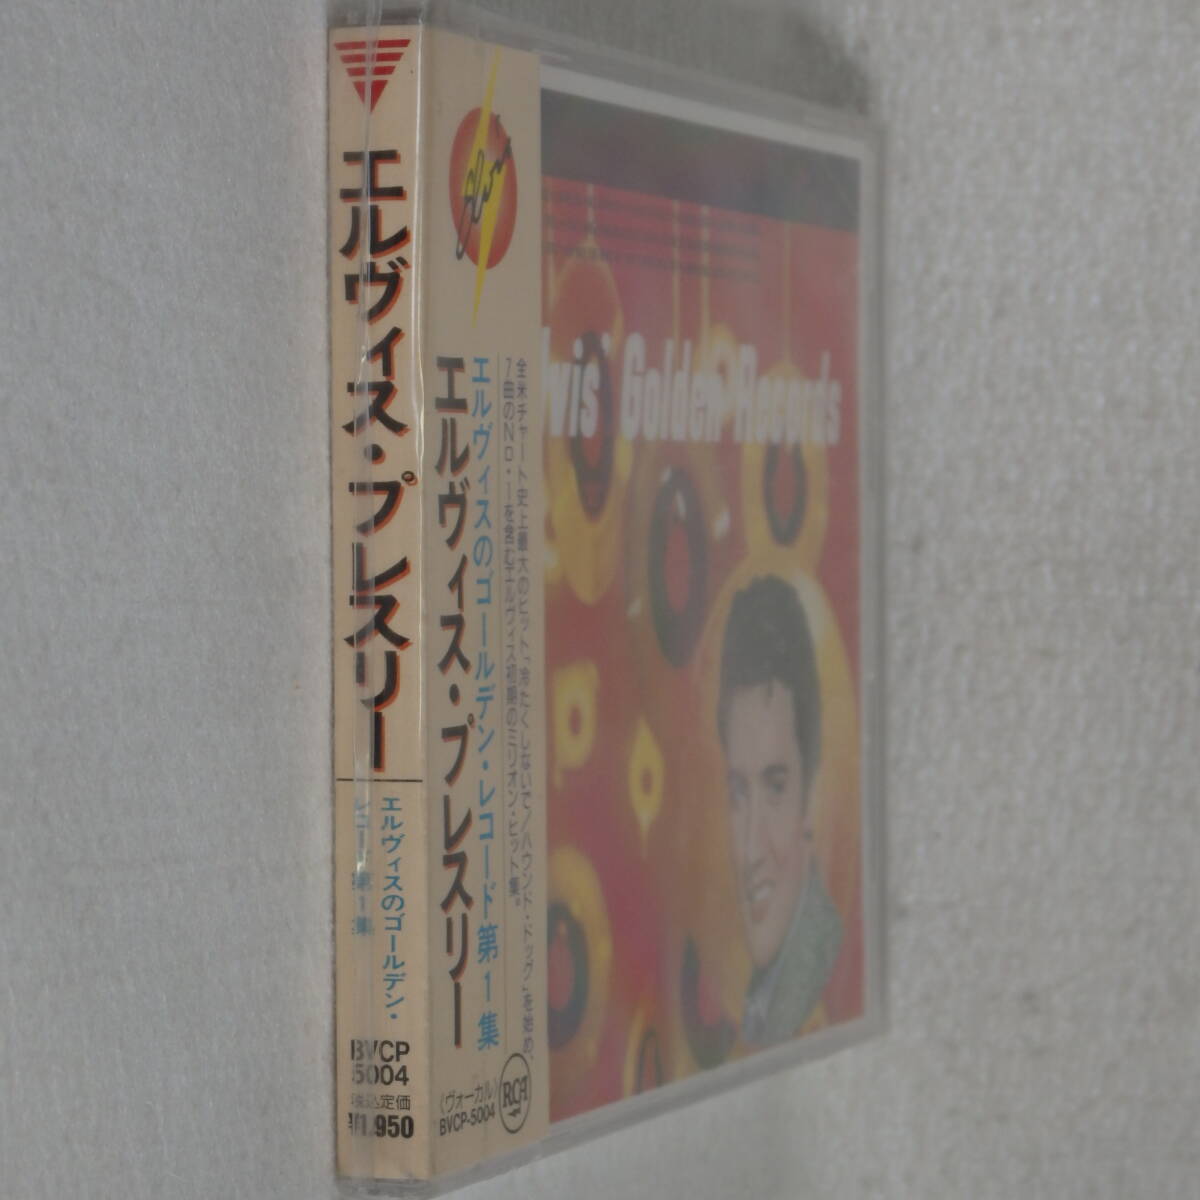 エルヴィス・プレスリー
エルヴィスのゴールデン・
レコード 第1集
BVCP
5004
税込定価
¥1,950
Elvis
全米チャート史上最大のヒット「冷たくしないで/ハウンド・ドッグ」を始め、
7曲のNo.1を含むエルヴィス初期のミリオン・ヒット集。
エルヴィスのゴールデン・レコード第1集
エルヴィス・プレスリー
〈ヴォーカル〉
BVCP-5004
RCA
lvis' Golden Records